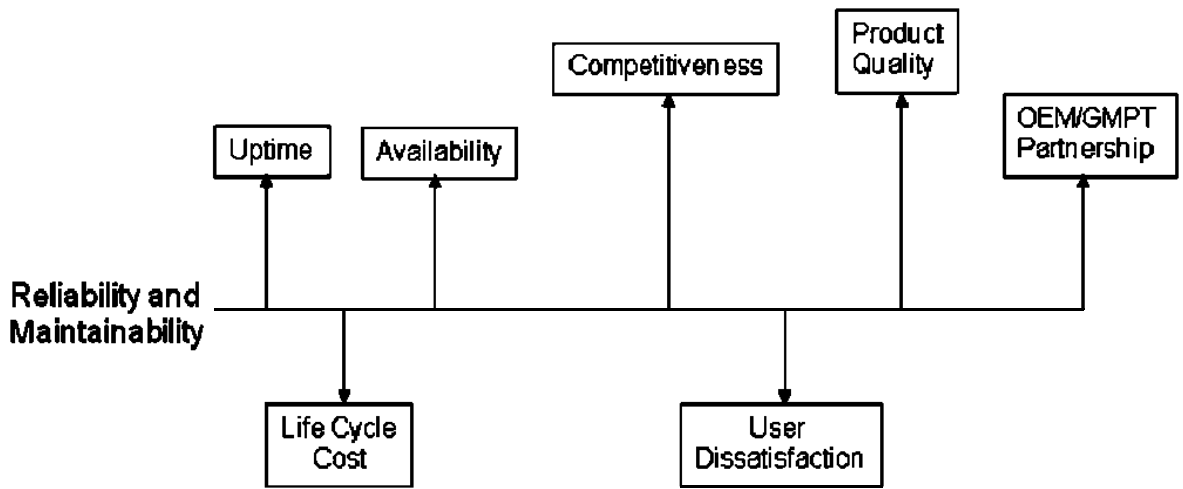 Product
Quality
Competitiveness
OEM/GMPT
Partnership
Uptime
Availability
Reliability and
Maintainability
Life Cycle
Cost
User
Dissatisfaction